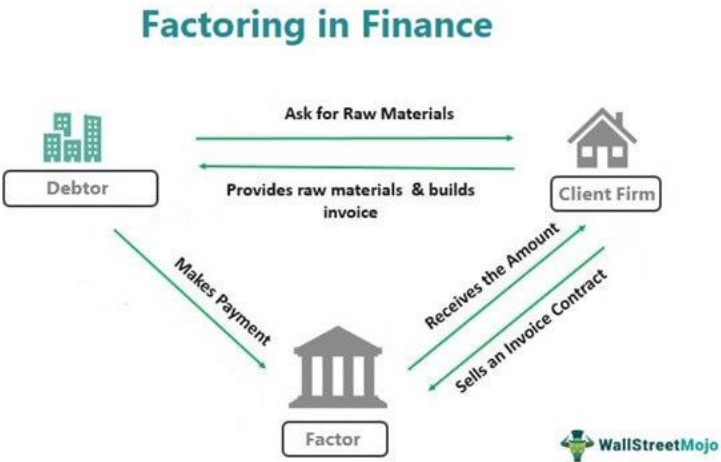 Factoring in Finance
Ask for Raw Materials
Debtor
Provides raw materials & builds
invoice
Client Firm
Makes Payment
Receives the Amount
Sells an Invoice Contract
Factor
WallStreetMojo